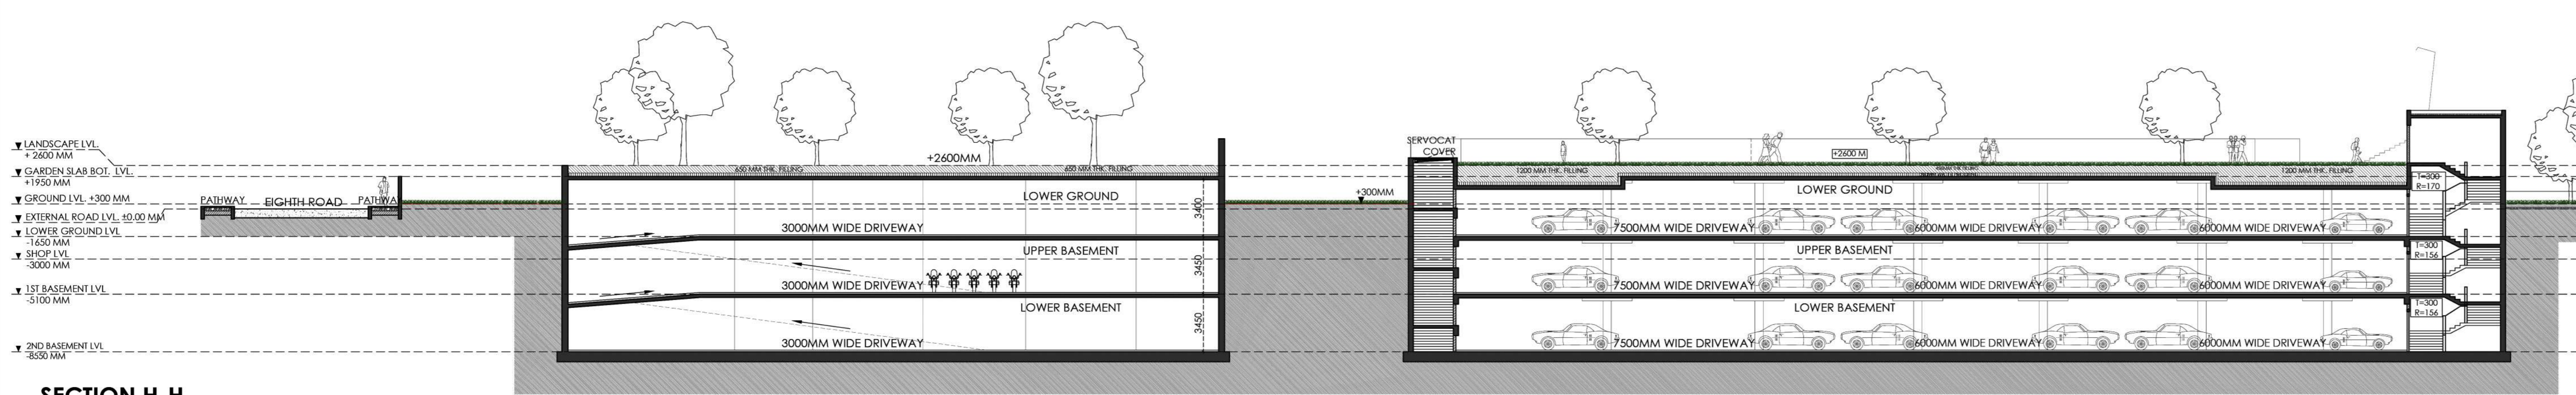 LANDSCAPE LVL.
+ 2600 MM
GARDEN SLAB BOT. LVL.
+1950 MM
GROUND LVL. +300 MM
EXTERNAL ROAD LVL. ±0.00 MM
LOWER GROUND LVL
-1650 MM
SHOP LVL
-3000 MM
1ST BASEMENT LVL
-5100 MM
2ND BASEMENT LVL
-8550 MM
SECTION H-H
PATHWAY
EIGHTH ROAD
PATHWA
+2600MM
650 MM THK. FILLING
650 MM THK. FILLING
LOWER GROUND
3400
3000MM WIDE DRIVEWAY
UPPER BASEMENT
3450
3000MM WIDE DRIVEWAY
LOWER BASEMENT
3450
3000MM WIDE DRIVEWAY
+300MM
SERVOCAT
COVER
+2600 M
1200 MM THK. FILLING
1200 MM THK. FILLING
LOWER GROUND
7500MM WIDE DRIVEWAY
6000MM WIDE DRIVEWAY
6000MM WIDE DRIVEWAY
UPPER BASEMENT
7500MM WIDE DRIVEWAY
6000MM WIDE DRIVEWAY
6000MM WIDE DRIVEWAY
LOWER BASEMENT
7500MM WIDE DRIVEWAY
6000MM WIDE DRIVEWAY
6000MM WIDE DRIVEWAY
T=300
R=170
T=300
R=156
T=300
R=156